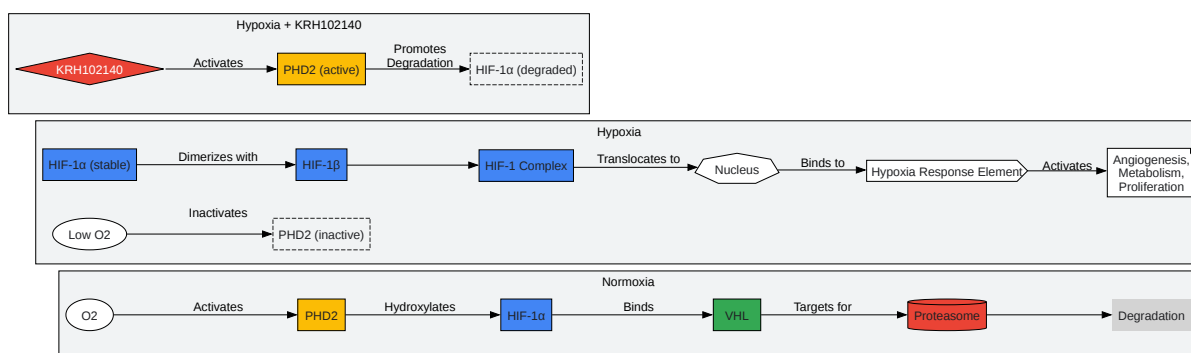 Hypoxia + KRH102140
KRH102140
Activates
PHD2 (active)
Promotes
Degradation
HIF-1α (degraded)
Hypoxia
HIF-1α (stable)
Dimerizes with
HIF-1β
HIF-1 Complex
Translocates to
Nucleus
Binds to
Hypoxia Response Element
Activates
Angiogenesis,
Metabolism,
Proliferation
Low O2
Inactivates
PHD2 (inactive)
Normoxia
O2
Activates
PHD2
Hydroxylates
HIF-1α
Binds
VHL
Targets for
Proteasome
Degradation